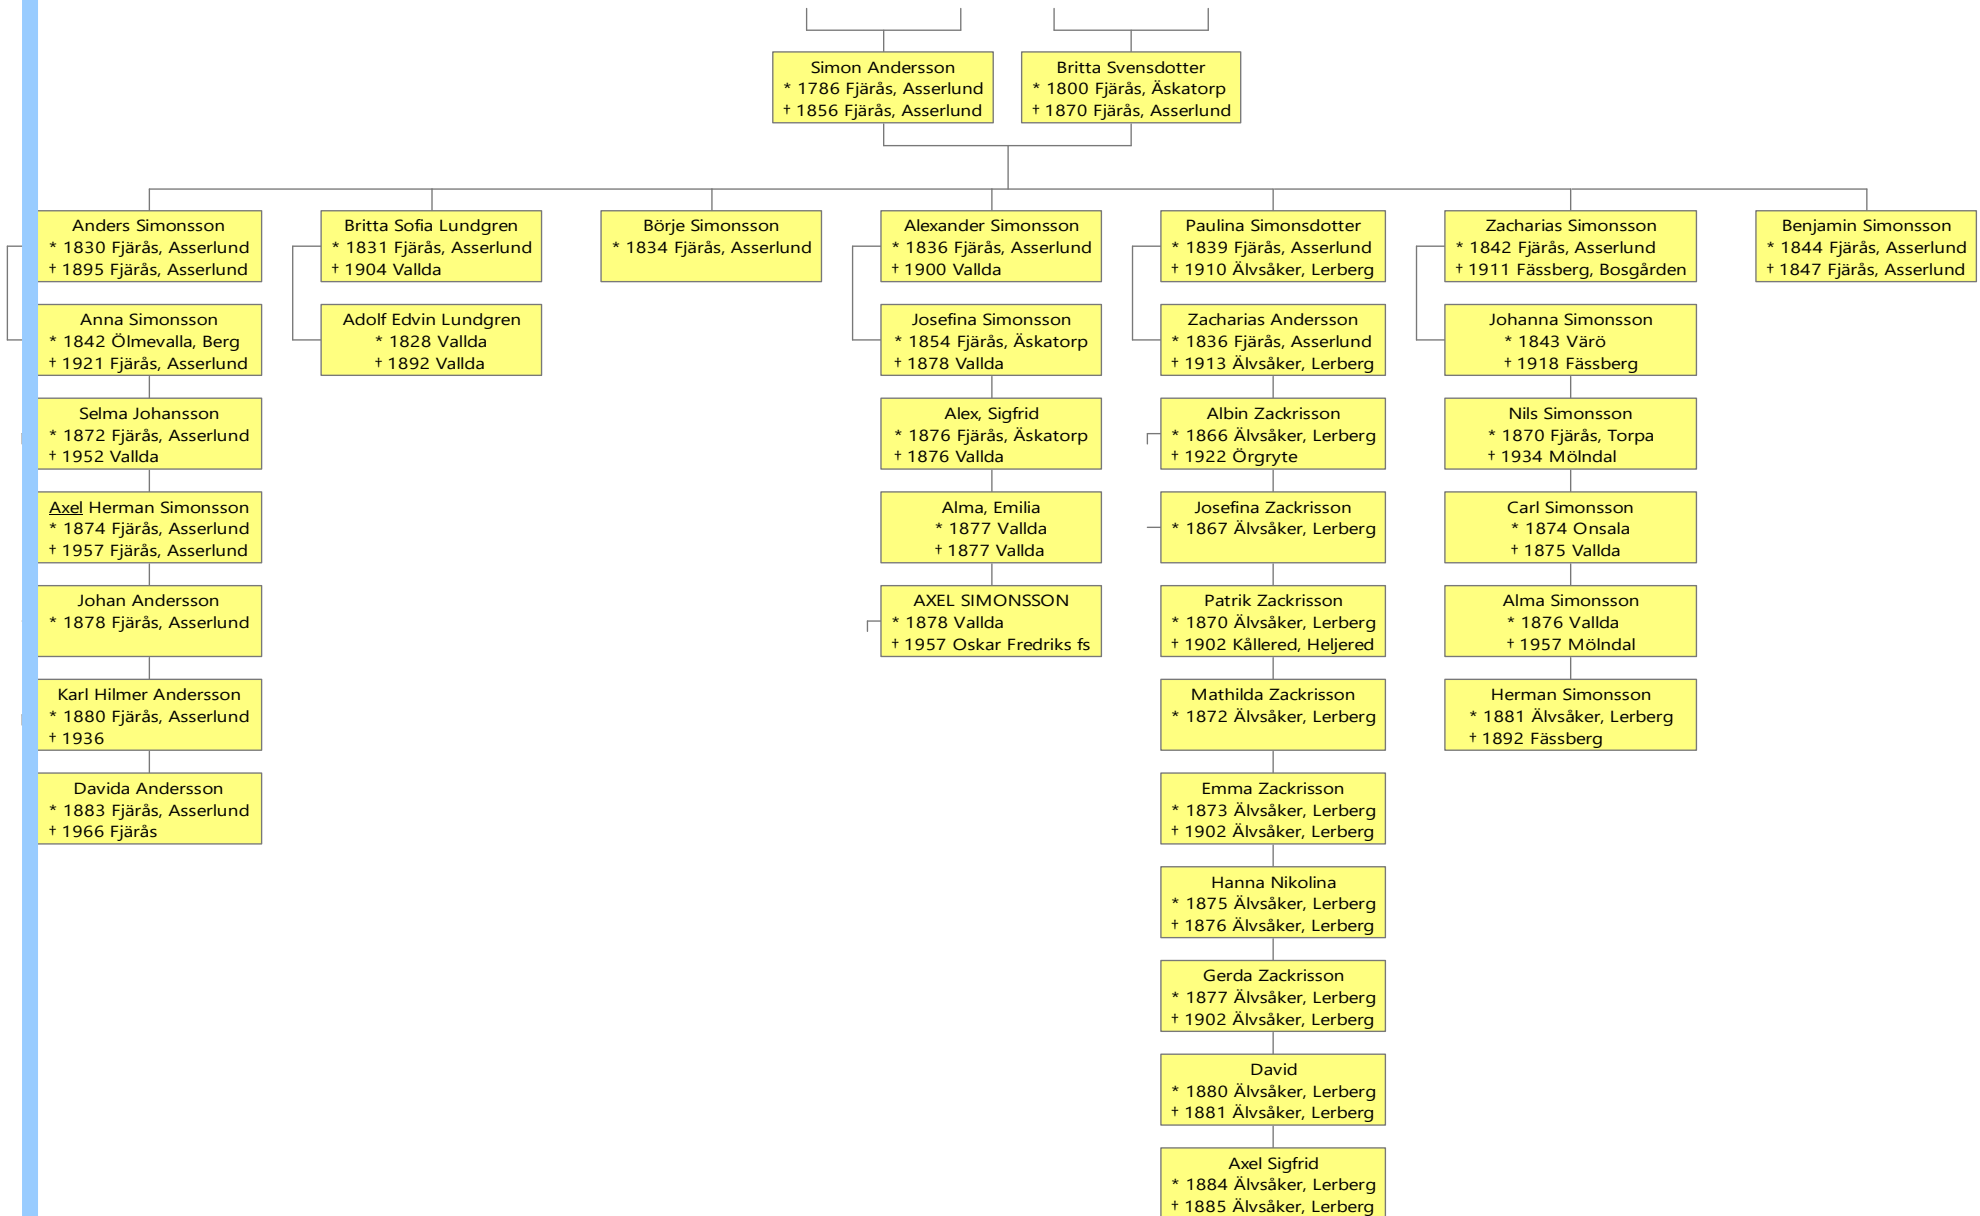 Simon Andersson
* 1786 Fjärås, Asserlund
† 1856 Fjärås, Asserlund
Britta Svensdotter
* 1800 Fjärås, Äskatorp
† 1870 Fjärås, Asserlund
Anders Simonsson
* 1830 Fjärås, Asserlund
† 1895 Fjärås, Asserlund
Anna Simonsson
* 1842 Ölmevalla, Berg
† 1921 Fjärås, Asserlund
Selma Johansson
* 1872 Fjärås, Asserlund
† 1952 Vallda
Axel Herman Simonsson
* 1874 Fjärås, Asserlund
† 1957 Fjärås, Asserlund
Johan Andersson
* 1878 Fjärås, Asserlund
Karl Hilmer Andersson
* 1880 Fjärås, Asserlund
† 1936
Davida Andersson
* 1883 Fjärås, Asserlund
† 1966 Fjärås
Britta Sofia Lundgren
* 1831 Fjärås, Asserlund
† 1904 Vallda
Adolf Edvin Lundgren
* 1828 Vallda
† 1892 Vallda
Börje Simonsson
* 1834 Fjärås, Asserlund
Alexander Simonsson
* 1836 Fjärås, Asserlund
† 1900 Vallda
Josefina Simonsson
* 1854 Fjärås, Äskatorp
† 1878 Vallda
Alex, Sigfrid
* 1876 Fjärås, Äskatorp
† 1876 Vallda
Alma, Emilia
* 1877 Vallda
† 1877 Vallda
AXEL SIMONSSON
* 1878 Vallda
† 1957 Oskar Fredriks fs
Paulina Simonsdotter
* 1839 Fjärås, Asserlund
† 1910 Älvsåker, Lerberg
Zacharias Andersson
* 1836 Fjärås, Asserlund
† 1913 Älvsåker, Lerberg
Albin Zackrisson
* 1866 Älvsåker, Lerberg
† 1922 Örgryte
Josefina Zackrisson
* 1867 Älvsåker, Lerberg
Patrik Zackrisson
* 1870 Älvsåker, Lerberg
† 1902 Kållered, Heljered
Mathilda Zackrisson
* 1872 Älvsåker, Lerberg
Emma Zackrisson
* 1873 Älvsåker, Lerberg
† 1902 Älvsåker, Lerberg
Hanna Nikolina
* 1875 Älvsåker, Lerberg
† 1876 Älvsåker, Lerberg
Gerda Zackrisson
* 1877 Älvsåker, Lerberg
† 1902 Älvsåker, Lerberg
David
* 1880 Älvsåker, Lerberg
† 1881 Älvsåker, Lerberg
Axel Sigfrid
* 1884 Älvsåker, Lerberg
† 1885 Älvsåker, Lerberg
Zacharias Simonsson
* 1842 Fjärås, Asserlund
† 1911 Fässberg, Bosgården
Johanna Simonsson
* 1843 Värö
† 1918 Fässberg
Nils Simonsson
* 1870 Fjärås, Torpa
† 1934 Mölndal
Carl Simonsson
* 1874 Onsala
† 1875 Vallda
Alma Simonsson
* 1876 Vallda
† 1957 Mölndal
Herman Simonsson
* 1881 Älvsåker, Lerberg
† 1892 Fässberg
Benjamin Simonsson
* 1844 Fjärås, Asserlund
† 1847 Fjärås, Asserlund